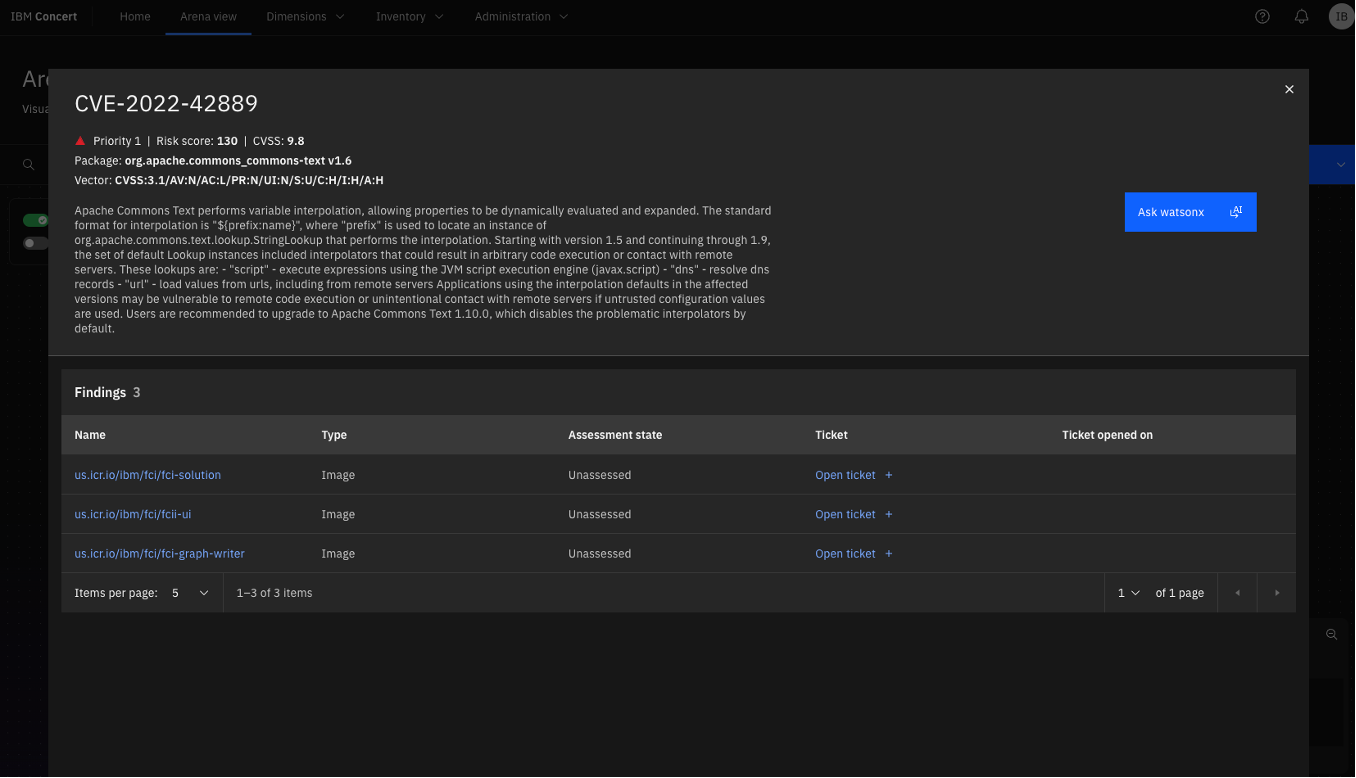 IBM Concert
Home
Arena view
Dimensions
Inventory
Administration
IB
CVE-2022-42889
Priority 1 | Risk score: 130 | CVSS: 9.8
Package: org.apache.commons_commons-text v1.6
Vector: CVSS:3.1/AV:N/AC:L/PR:N/UI:N/S:U/C:H/I:H/A:H
Apache Commons Text performs variable interpolation, allowing properties to be dynamically evaluated and expanded. The standard
format for interpolation is "${prefix:name}", where "prefix" is used to locate an instance of
org.apache.commons.text.lookup.StringLookup that performs the interpolation. Starting with version 1.5 and continuing through 1.9,
the set of default Lookup instances included interpolators that could result in arbitrary code execution or contact with remote
servers. These lookups are: - "script" - execute expressions using the JVM script execution engine (javax.script) - "dns" - resolve dns
records - "url" - load values from urls, including from remote servers Applications using the interpolation defaults in the affected
versions may be vulnerable to remote code execution or unintentional contact with remote servers if untrusted configuration values
are used. Users are recommended to upgrade to Apache Commons Text 1.10.0, which disables the problematic interpolators by
default.
Ask watsonx AI
Findings 3
Name Type Assessment state Ticket Ticket opened on
us.icr.io/ibm/fci/fci-solution Image Unassessed Open ticket +
us.icr.io/ibm/fci/fcii-ui Image Unassessed Open ticket +
us.icr.io/ibm/fci/fci-graph-writer Image Unassessed Open ticket +
Items per page: 5 1–3 of 3 items 1 of 1 page